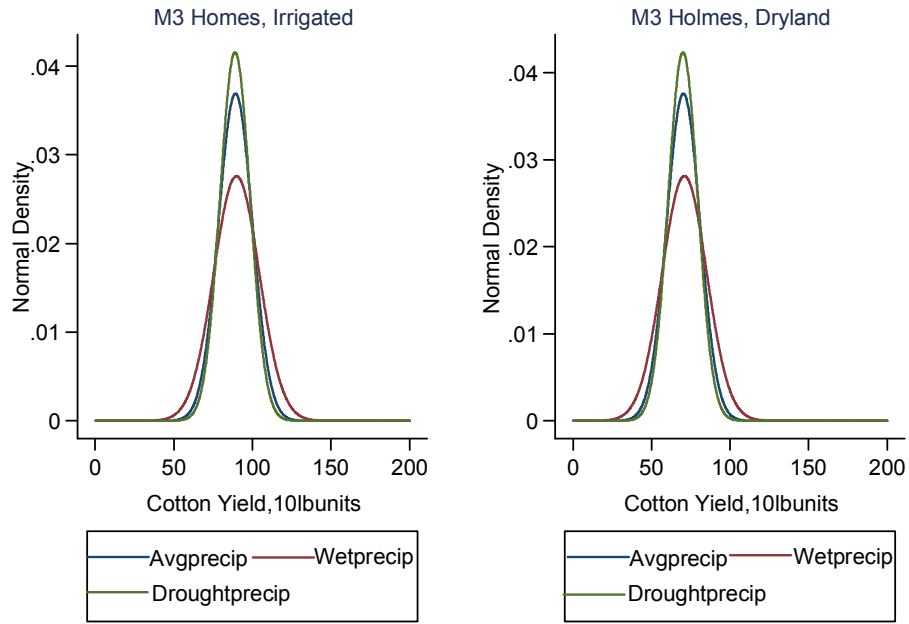 M3 Homes, Irrigated
.04
.03
.02
.01
0
Normal Density
0 50 100 150 200
Cotton Yield,10lbunits
Avgprecip Wetprecip
Droughtprecip
M3 Holmes, Dryland
.04
.03
.02
.01
0
Normal Density
0 50 100 150 200
Cotton Yield,10lbunits
Avgprecip Wetprecip
Droughtprecip